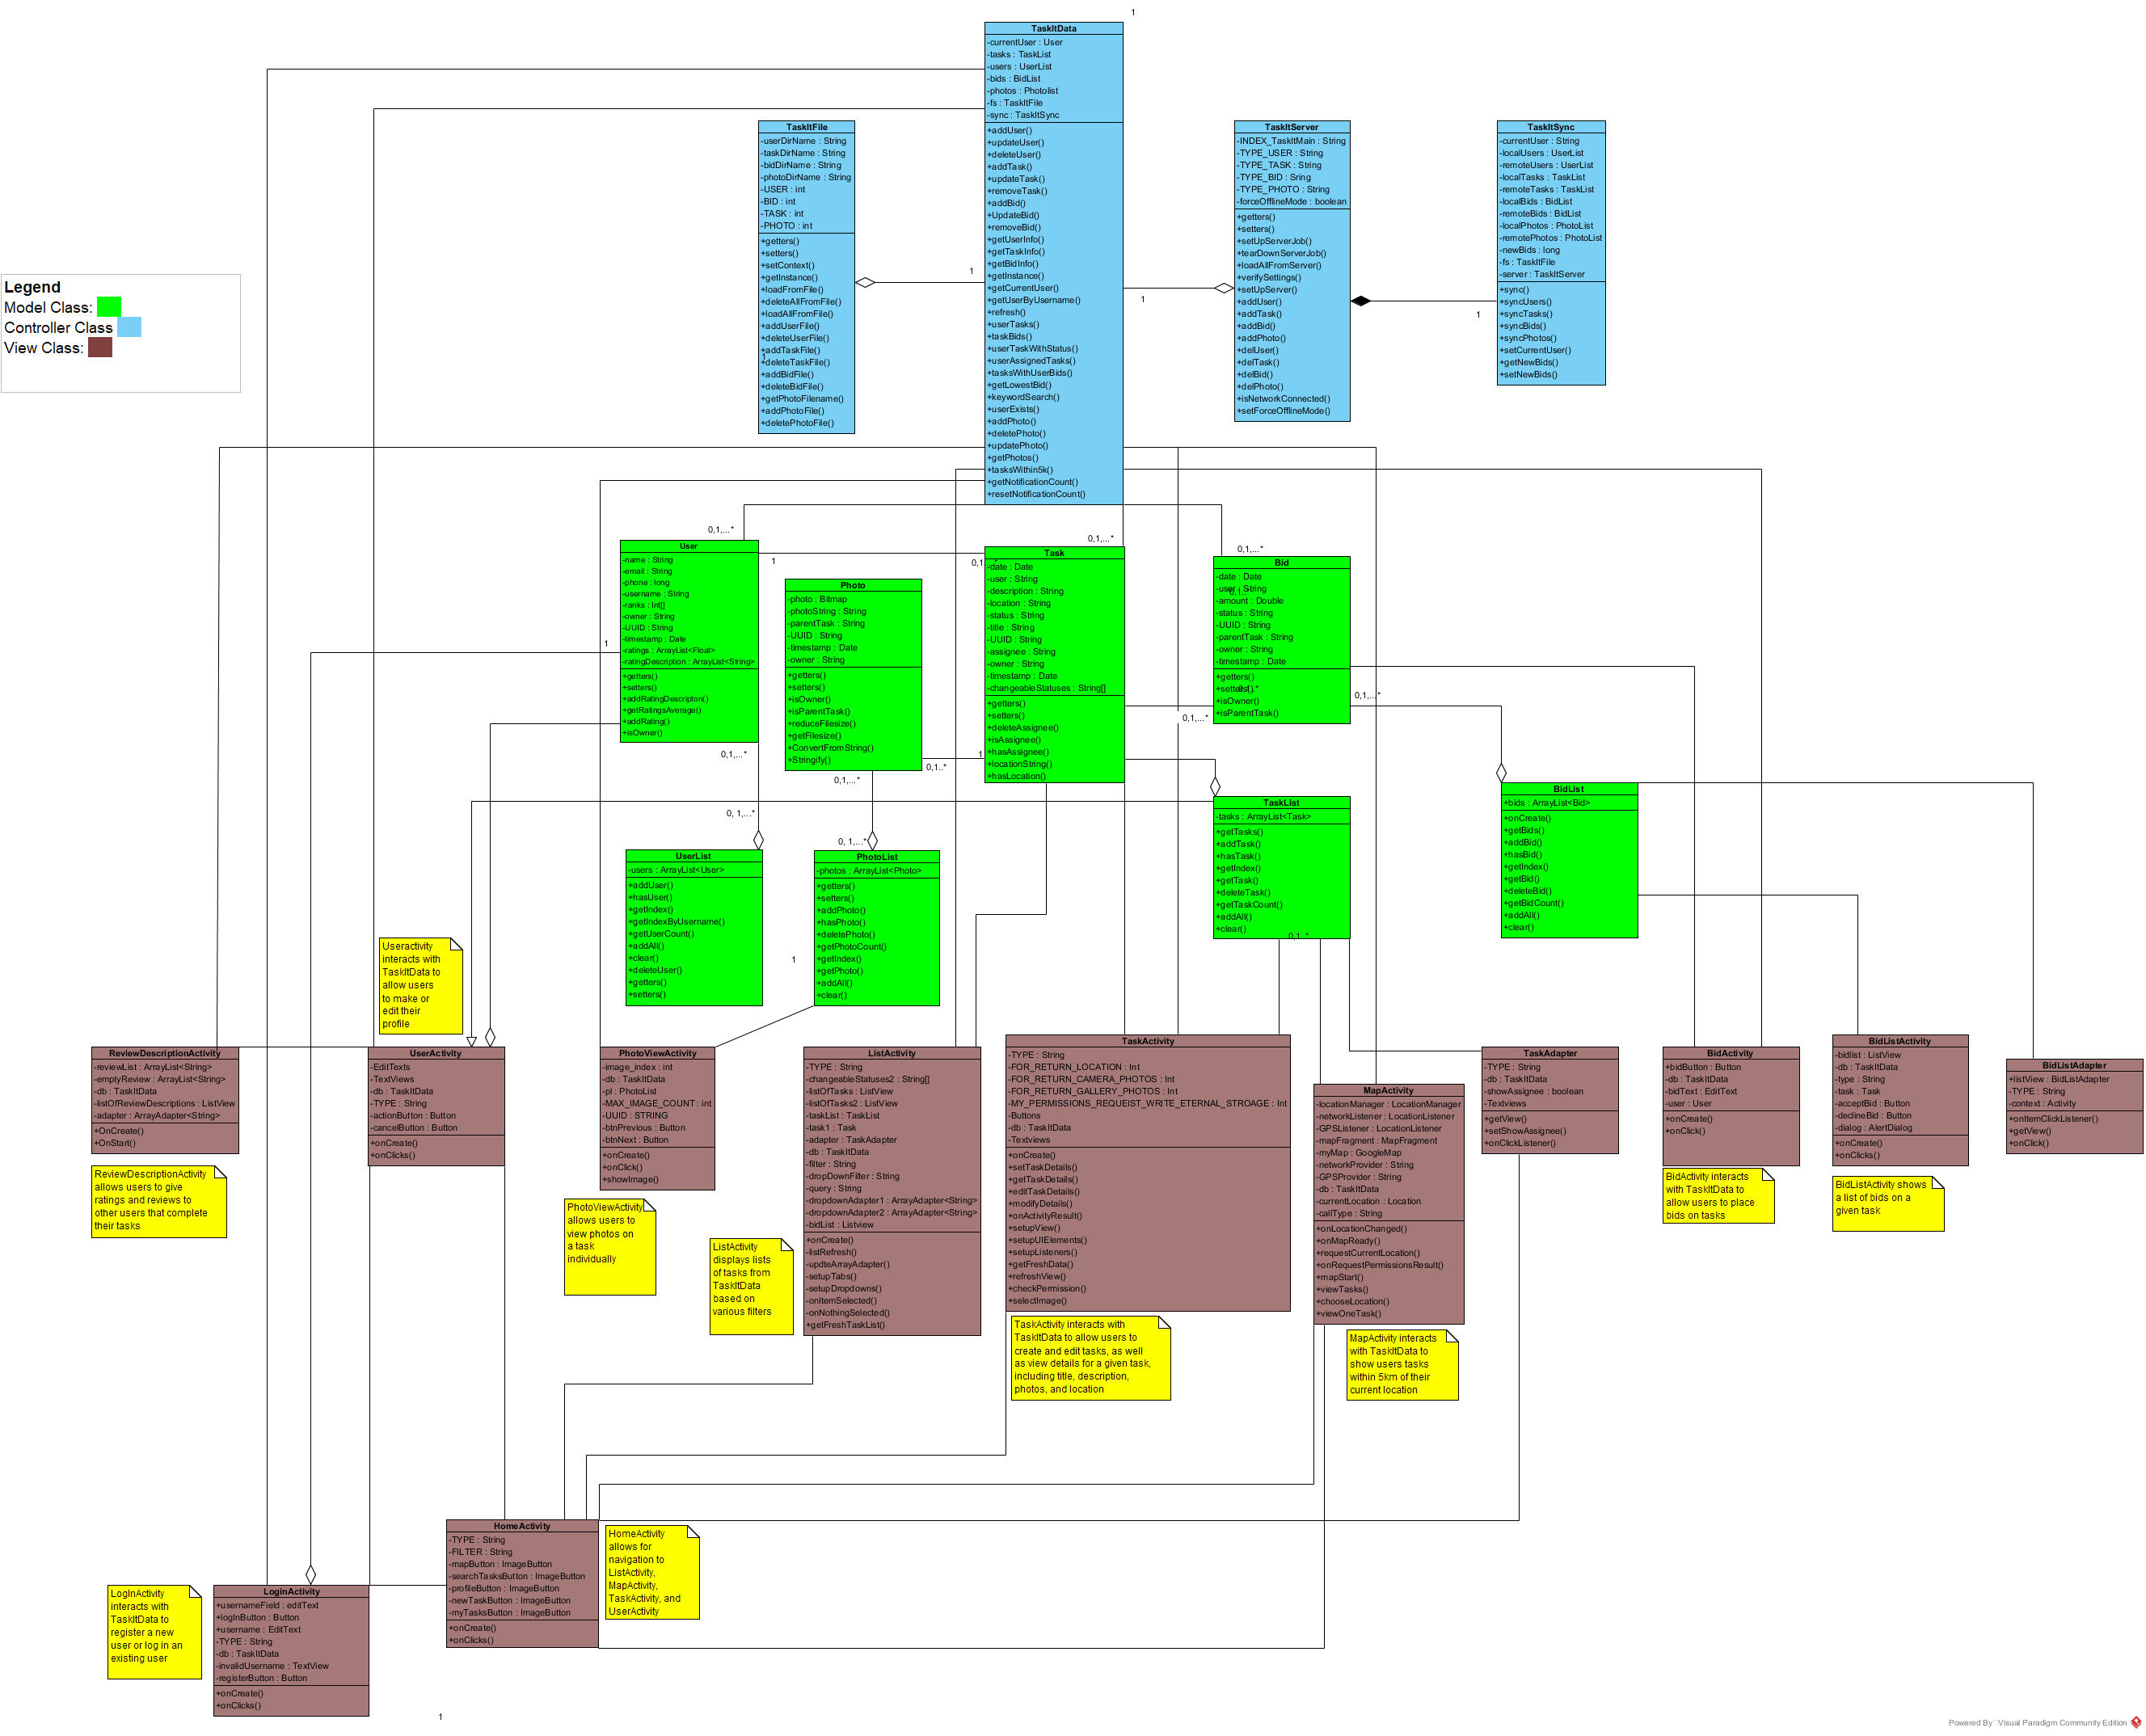 1
TaskItData
-currentUser : User
-tasks : TaskList
-users : UserList
-bids : BidList
-photos : Photolist
-fs : TaskItFile
-sync : TaskItSync
+addUser()
+updateUser()
+deleteUser()
+addTask()
+updateTask()
+removeTask()
+addBid()
+UpdateBid()
+removeBid()
+getUserInfo()
+getTaskInfo()
+getBidInfo()
+getInstance()
+getCurrentUser()
+getUserByUsername()
+refresh()
+userTasks()
+taskBids()
+userTaskWithStatus()
+userAssignedTasks()
+tasksWithUserBids()
+getLowestBid()
+keywordSearch()
+userExists()
+addPhoto()
+deletePhoto()
+updatePhoto()
+getPhotos()
+tasksWithin5k()
+getNotificationCount()
+resetNotificationCount()
TaskItFile
-userDirName : String
-taskDirName : String
-bidDirName : String
-photoDirName : String
-USER : int
-BID : int
-TASK : int
-PHOTO : int
+getters()
+setters()
+setContext()
+getInstance()
+loadFromFile()
+deleteAllFromFile()
+loadAllFromFile()
+addUserFile()
+deleteUserFile()
+addTaskFile()
1
+deleteTaskFile()
+addBidFile()
+deleteBidFile()
+getPhotoFilename()
+addPhotoFile()
+deletePhotoFile()
1
1
TaskItServer
-INDEX_TaskItMain : String
-TYPE_USER : String
-TYPE_TASK : String
-TYPE_BID : Sring
-TYPE_PHOTO : String
-forceOfflineMode : boolean
+getters()
+setters()
+setUpServerJob()
+tearDownServerJob()
+loadAllFromServer()
+verifySettings()
+setUpServer()
+addUser()
+addTask()
+addBid()
+addPhoto()
+delUser()
+delTask()
+delBid()
+delPhoto()
+isNetworkConnected()
+setForceOfflineMode()
1
TaskItSync
-currentUser : String
-localUsers : UserList
-remoteUsers : UserList
-localTasks : TaskList
-remoteTasks : TaskList
-localBids : BidList
-remoteBids : BidList
-localPhotos : PhotoList
-remotePhotos : PhotoList
-newBids : long
-fs : TaskItFile
-server : TaskItServer
+sync()
+syncUsers()
+syncTasks()
+syncBids()
+syncPhotos()
+setCurrentUser()
+getNewBids()
+setNewBids()
Legend
Model Class:
Controller Class
View Class:
0,1,...*
0,1,...*
0,1,...*
User
-name : String
-email : String
-phone : long
-username : String
-ranks : Int[]
-owner : String
-UUID : String
-timestamp : Date
-ratings : ArrayList<Float>
-ratingDescription : ArrayList<String>
+getters()
+setters()
+addRatingDescripton()
+getRatingsAverage()
+addRating()
+isOwner()
1
1
0,1,...*
Photo
-photo : Bitmap
-photoString : String
-parentTask : String
-UUID : String
-timestamp : Date
-owner : String
+getters()
+setters()
+isOwner()
+isParentTask()
+reduceFilesize()
+getFilesize()
+ConvertFromString()
+Stringify()
0,1,...*
0,1..*
1
Task
-date : Date
-user : String
-description : String
-location : String
-status : String
-title : String
-UUID : String
-assignee : String
-owner : String
-timestamp : Date
-changeableStatuses : String[]
+getters()
+setters()
+deleteAssignee()
+isAssignee()
+hasAssignee()
+locationString()
+hasLocation()
Bid
-date : Date
-user : String
-amount : Double
-status : String
-UUID : String
-parentTask : String
-owner : String
-timestamp : Date
+getters()
+setters()
+isOwner()
+isParentTask()
0,1,...*
0,1,...*
0, 1,...*
0, 1,...*
UserList
-users : ArrayList<User>
+addUser()
+hasUser()
+getIndex()
+getIndexByUsername()
+getUserCount()
+addAll()
+clear()
+deleteUser()
+getters()
+setters()
1
PhotoList
-photos : ArrayList<Photo>
+getters()
+setters()
+addPhoto()
+hasPhoto()
+deletePhoto()
+getPhotoCount()
+getIndex()
+getPhoto()
+addAll()
+clear()
TaskList
-tasks : ArrayList<Task>
+getTasks()
+addTask()
+hasTask()
+getIndex()
+getTask()
+deleteTask()
+getTaskCount()
+addAll()
+clear()
0,1..*
BidList
+bids : ArrayList<Bid>
+onCreate()
+getBids()
+addBid()
+hasBid()
+getIndex()
+getBid()
+deleteBid()
+getBidCount()
+addAll()
+clear()
Useractivity
interacts with
TaskItData to
allow users
to make or
edit their
profile
ReviewDescriptionActivity
-reviewList : ArrayList<String>
-emptyReview : ArrayList<String>
-db : TaskItData
-listOfReviewDescriptions : ListView
-adapter : ArrayAdapter<String>
+OnCreate()
+OnStart()
ReviewDescriptionActivity
allows users to give
ratings and reviews to
other users that complete
their tasks
UserActivity
-EditTexts
-TextViews
-db : TaskItData
-TYPE : String
-actionButton : Button
-cancelButton : Button
+onCreate()
+onClicks()
PhotoViewActivity
-image_index : int
-db : TaskItData
-pl : PhotoList
-MAX_IMAGE_COUNT : int
-UUID : STRING
-btnPrevious : Button
-btnNext : Button
+onCreate()
+onClick()
+showImage()
PhotoViewActivity
allows users to
view photos on
a task
individually
ListActivity
-TYPE : String
-changeableStatuses2 : String[]
-listOfTasks : ListView
-listOfTasks2 : ListView
-taskList : TaskList
-task1 : Task
-adapter : TaskAdapter
-db : TaskItData
-filter : String
-dropDownFilter : String
-query : String
-dropdownAdapter1 : ArrayAdapter<String>
-dropdownAdapter2 : ArrayAdapter<String>
-bidList : Listview
+onCreate()
-listRefresh()
-updteArrayAdapter()
-setupTabs()
-setupDropdowns()
-onItemSelected()
-onNothingSelected()
+getFreshTaskList()
ListActivity
displays lists
of tasks from
TaskItData
based on
various filters
TaskActivity
-TYPE : String
-FOR_RETURN_LOCATION : Int
-FOR_RETURN_CAMERA_PHOTOS : Int
-FOR_RETURN_GALLERY_PHOTOS : Int
-MY_PERMISSIONS_REQUEIST_WRITE_ETERNAL_STROAGE : Int
-Buttons
-db : TaskItData
-Textviews
+onCreate()
+setTaskDetails()
+getTaskDetails()
+editTaskDetails()
+modifyDetails()
+onActivityResult()
+setupView()
+setupUIElements()
+setupListeners()
+getFreshData()
+refreshView()
+checkPermission()
+selectImage()
TaskActivity interacts with
TaskItData to allow users to
create and edit tasks, as well
as view details for a given task,
including title, description,
photos, and location
MapActivity
-locationManager : LocationManager
-networkListener : LocationListener
-GPSListener : LocationListener
-mapFragment : MapFragment
-myMap : GoogleMap
-networkProvider : String
-GPSProvider : String
-db : TaskItData
-currentLocation : Location
-callType : String
+onLocationChanged()
+onMapReady()
+requestCurrentLocation()
+onRequestPermissionsResult()
+mapStart()
+viewTasks()
+chooseLocation()
+viewOneTask()
MapActivity interacts
with TaskItData to
show users tasks
within 5km of their
current location
TaskAdapter
-TYPE : String
-db : TaskItData
-showAssignee : boolean
-Textviews
+getView()
+setShowAssignee()
+onClickListener()
BidActivity
+bidButton : Button
-db : TaskItData
-bidText : EditText
-user : User
+onCreate()
+onClick()
BidActivity interacts
with TaskItData to
allow users to place
bids on tasks
BidListActivity
-bidlist : ListView
-db : TaskItData
-type : String
-task : Task
-acceptBid : Button
-declineBid : Button
-dialog : AlertDialog
+onCreate()
+onClicks()
BidListActivity shows
a list of bids on a
given task
BidListAdapter
+listView : BidListAdapter
-TYPE : String
-context : Activity
+onItemClickListener()
+getView()
+onClick()
HomeActivity
-TYPE : String
-FILTER : String
-mapButton : ImageButton
-searchTasksButton : ImageButton
-profileButton : ImageButton
-newTaskButton : ImageButton
-myTasksButton : ImageButton
+onCreate()
+onClicks()
HomeActivity
allows for
navigation to
ListActivity,
MapActivity,
TaskActivity, and
UserActivity
LogInActivity
interacts with
TaskItData to
register a new
user or log in an
existing user
LoginActivity
+usernameField : editText
+logInButton : Button
+username : EditText
-TYPE : String
-db : TaskItData
-invalidUsername : TextView
-registerButton : Button
+onCreate()
+onClicks()
1
Powered By Visual Paradigm Community Edition